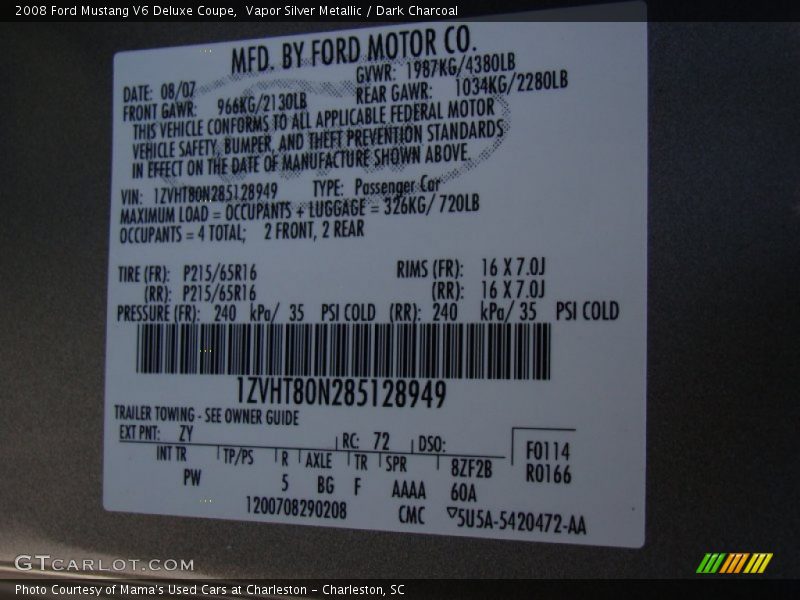 2008 Ford Mustang V6 Deluxe Coupe,  Vapor Silver Metallic / Dark Charcoal
MFD. BY FORD MOTOR CO.
DATE: 08/07 GVWR: 1987KG/4380LB
FRONT GAWR: 966KG/2130LB REAR GAWR: 1034KG/2280LB
THIS VEHICLE CONFORMS TO ALL APPLICABLE FEDERAL MOTOR
VEHICLE SAFETY, BUMPER, AND THEFT PREVENTION STANDARDS
IN EFFECT ON THE DATE OF MANUFACTURE SHOWN ABOVE.
VIN: 1ZVHT80N285128949 TYPE: Passenger Car
MAXIMUM LOAD = OCCUPANTS + LUGGAGE = 326KG/ 720LB
OCCUPANTS = 4 TOTAL; 2 FRONT, 2 REAR
TIRE (FR): P215/65R16 RIMS (FR): 16 X 7.0J
(RR): P215/65R16 (RR): 16 X 7.0J
PRESSURE (FR): 240 kPa/ 35 PSI COLD (RR): 240 kPa/ 35 PSI COLD
1ZVHT80N285128949
TRAILER TOWING - SEE OWNER GUIDE
EXT PNT: ZY RC: 72 DSO: F0114
INT TR TP/PS R AXLE TR SPR 8ZF2B R0166
PW 5 BG F AAAA 60A
1200708290208 CMC 5U5A-5420472-AA
GTCARLOT.COM
Photo Courtesy of Mama's Used Cars at Charleston - Charleston, SC